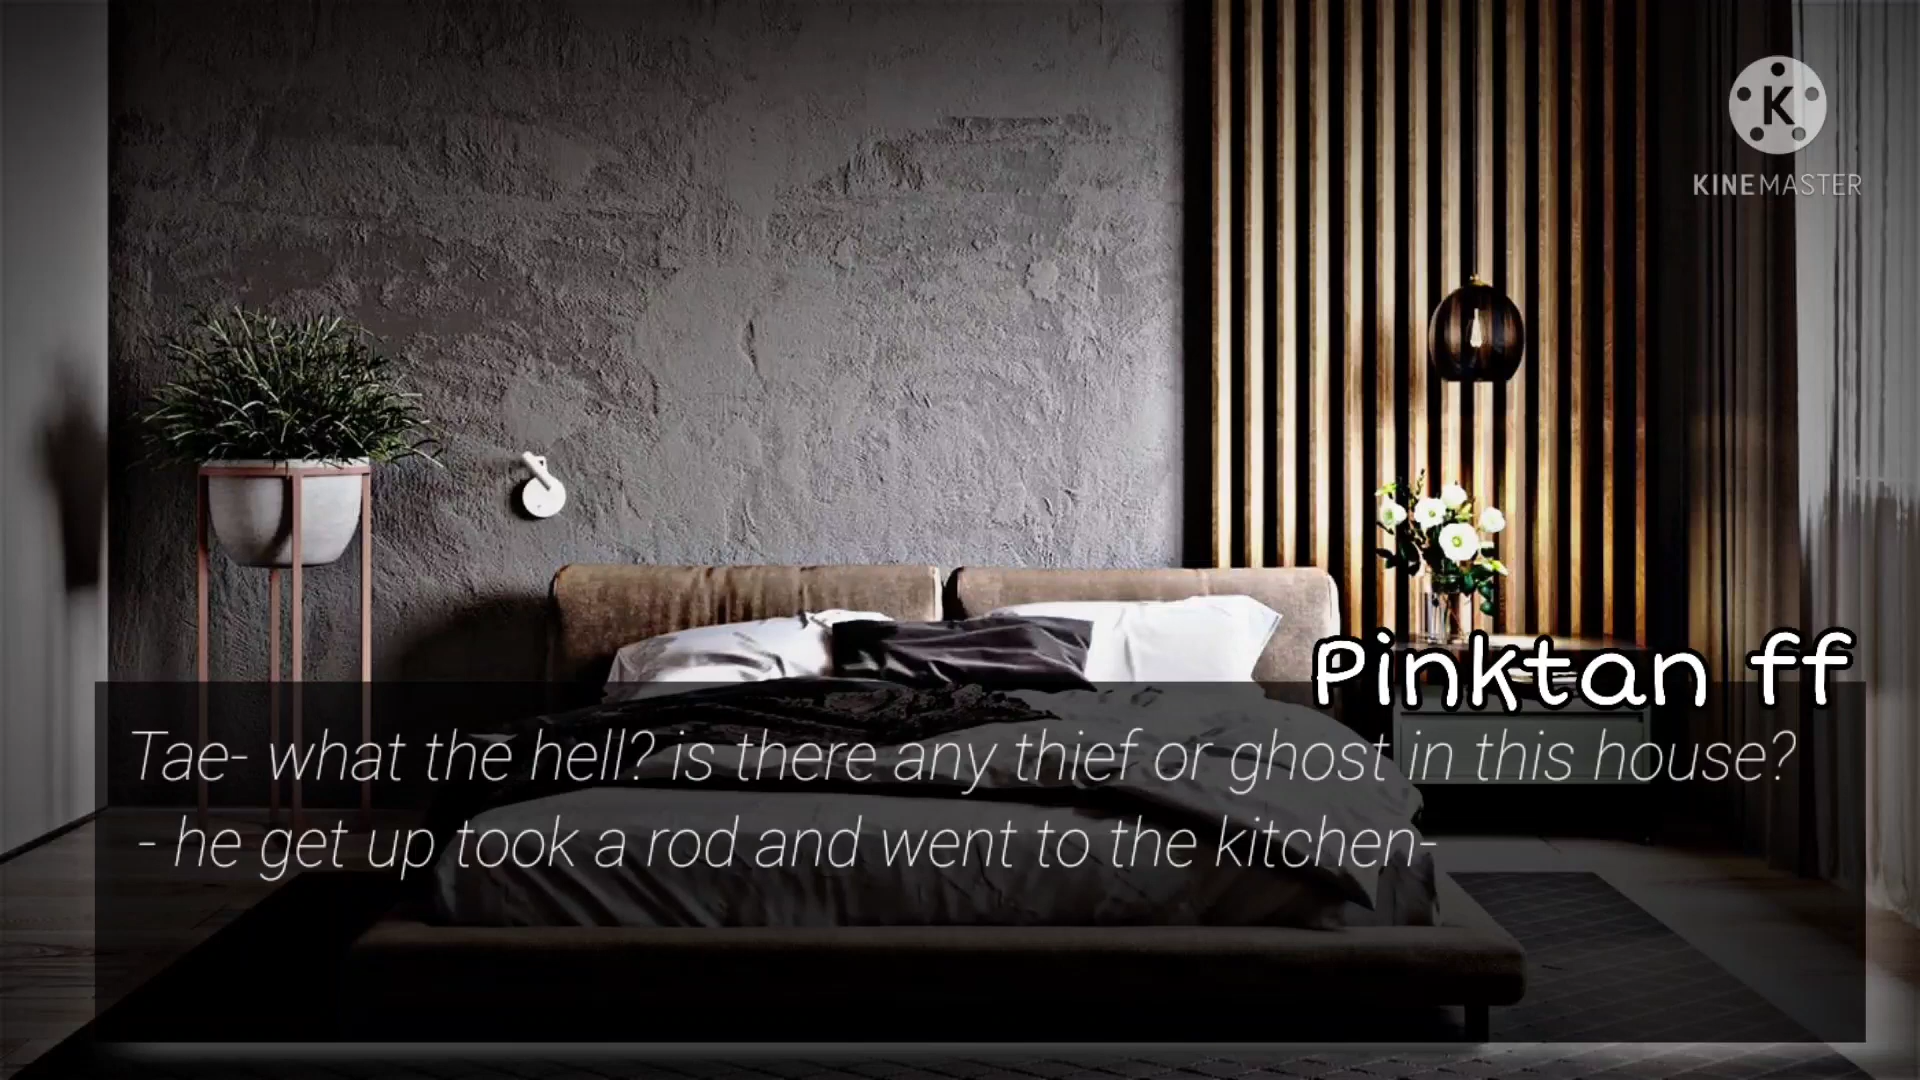 K
KINEMASTER
Pinktan ff
Tae- what the hell? is there any thief or ghost in this house?
- he get up took a rod and went to the kitchen-